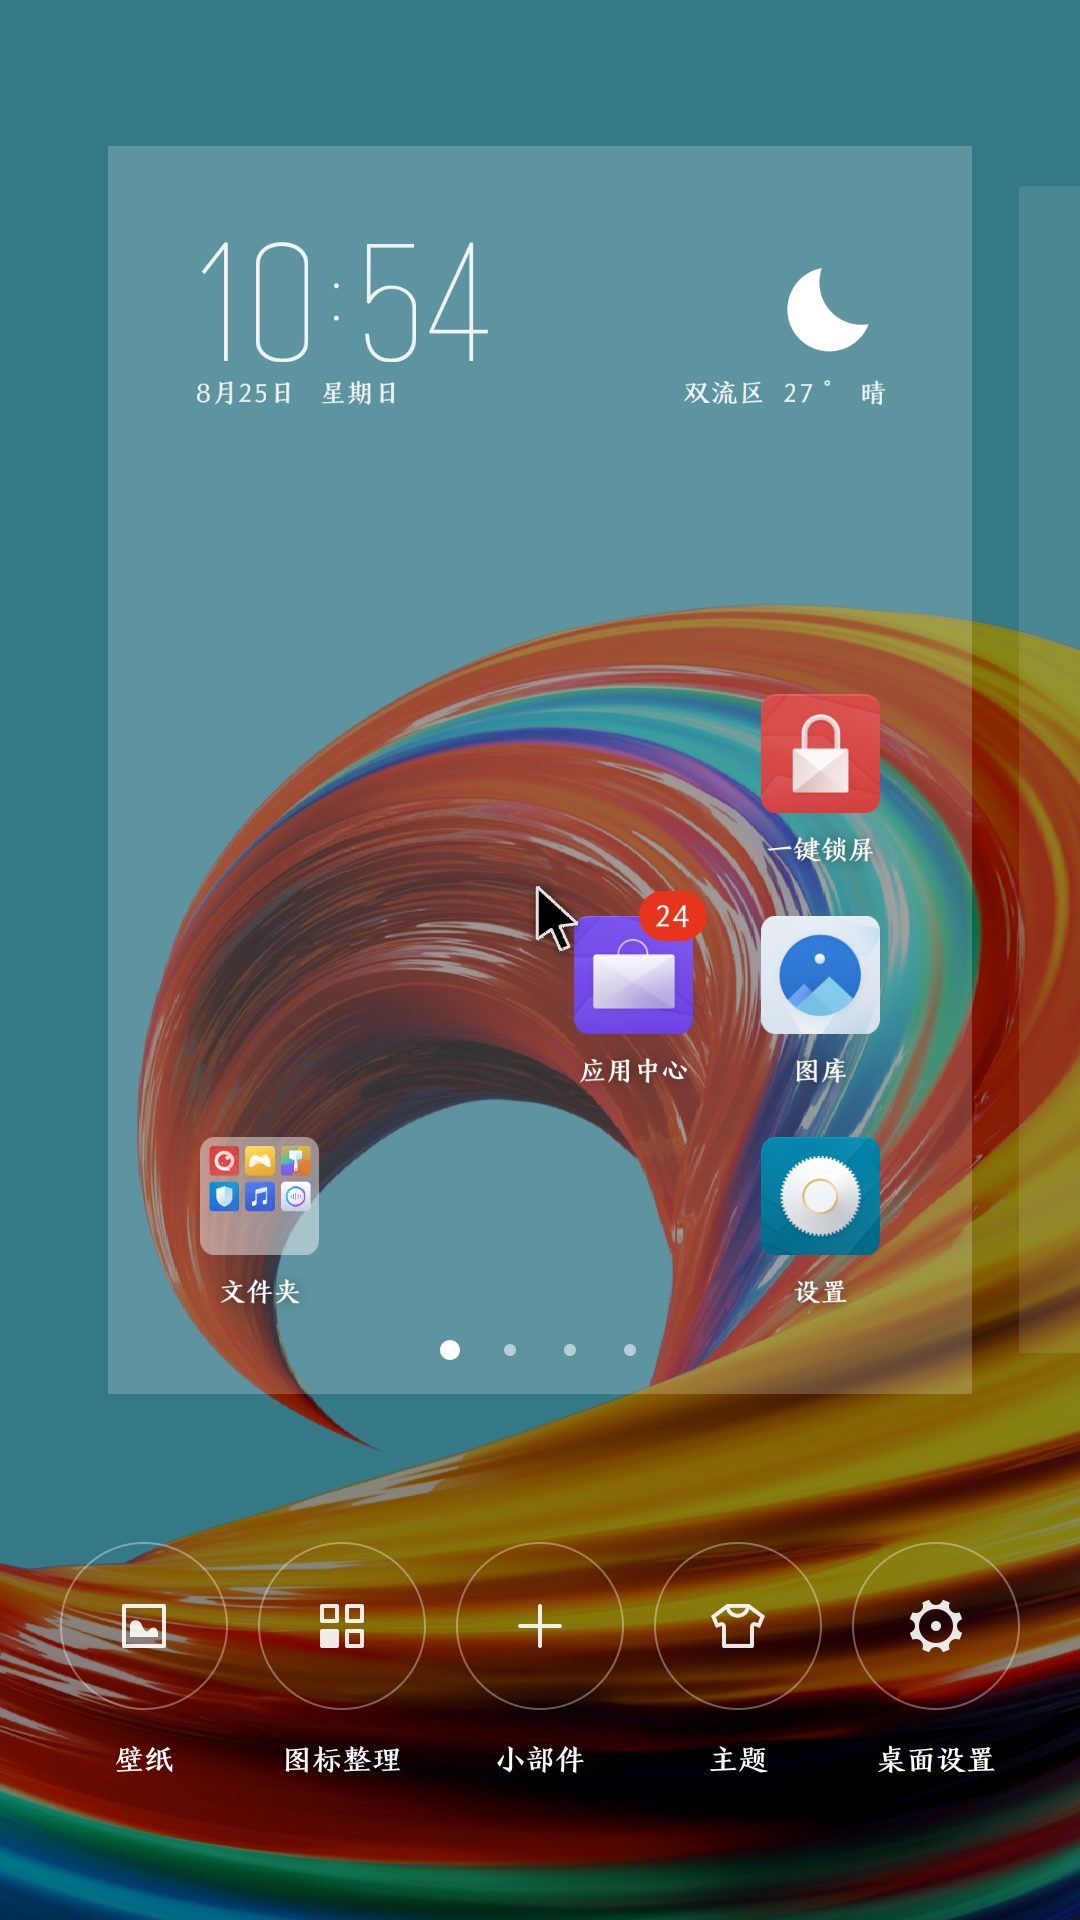 10:54
8月25日 星期日
双流区 27° 晴
一键锁屏
24
应用中心
图库
文件夹
设置
壁纸
图标整理
小部件
主题
桌面设置